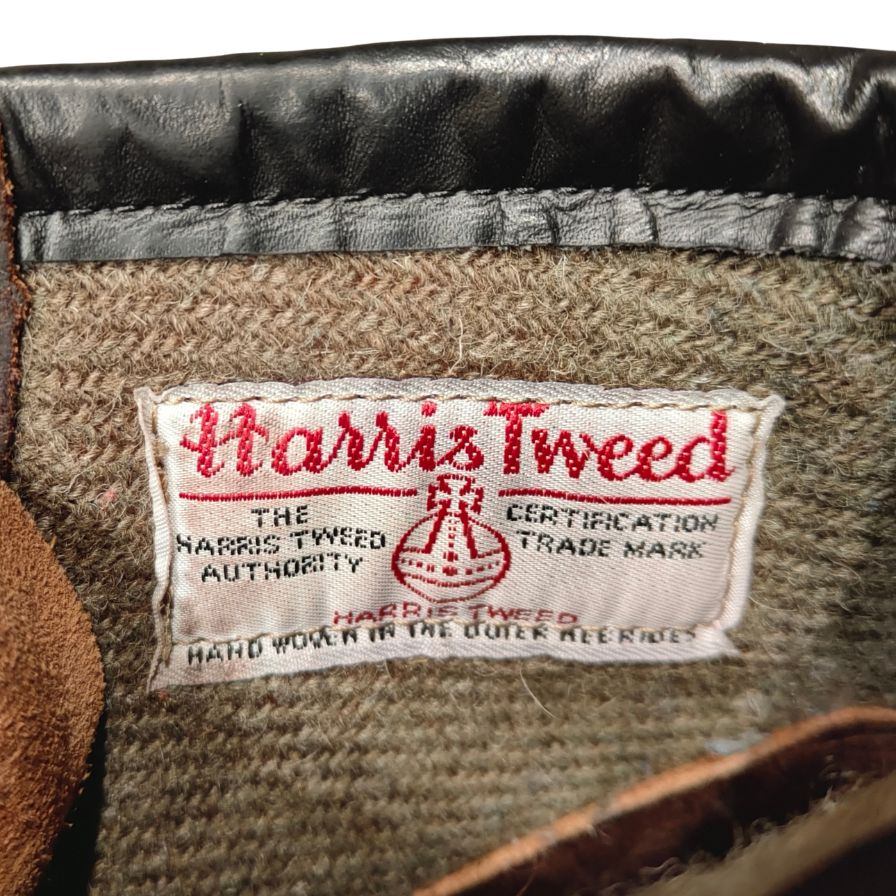 Harris Tweed
THE
HARRIS TWEED
AUTHORITY
CERTIFICATION
TRADE MARK
HARRIS TWEED
HAND WOVEN IN THE OUTER HEBRIDES